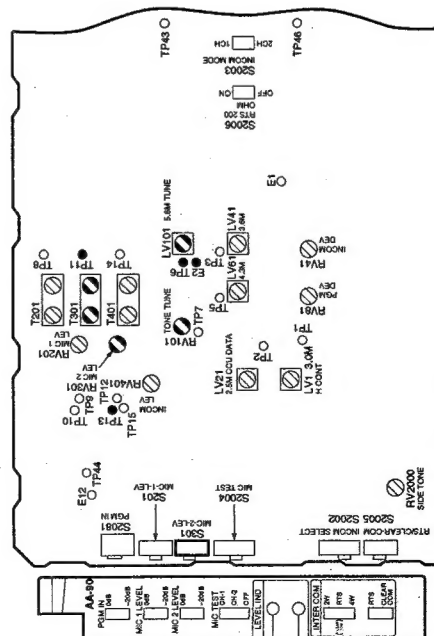 TP43
TP46
2CH
1CH
S2003
INCOM MODE
OFF
ON
S2006
RTS 200
OHM
E1
TP8
TP11
TP14
T201
T301
T401
LV101
5.8M TUNE
E2
TP6
TP3
LV41
3.6M
LV61
4.3M
TP5
RV41
INCOM
DEV
RV81
PGM
DEV
TONE TUNE
RV101
TP7
TP1
TP2
RV201
MIC 1
LEV
MIC 2
LEV
RV301
RV401
INCOM
LEV
TP9
TP10
TP12
TP13
TP15
LV21
2.5M CCU DATA
LV1 3.0M
H CONT
E12
TP44
RV2000
SIDE TONE
S2081
PGM IN
S201
MIC-1-LEV
S301
MIC-2-LEV
S2004
MIC TEST
S2005 S2002
RTS/CLEAR-COM INCOM SELECT
AA-90
PGM IN
0dB
-20dB
MIC 1 LEVEL
0dB
-20dB
MIC 2 LEVEL
0dB
-20dB
MIC TEST
CH-1
CH-2
OFF
LEVEL IND
INTER COM
2W
RTS
4W
RTS
CLEAR
COM